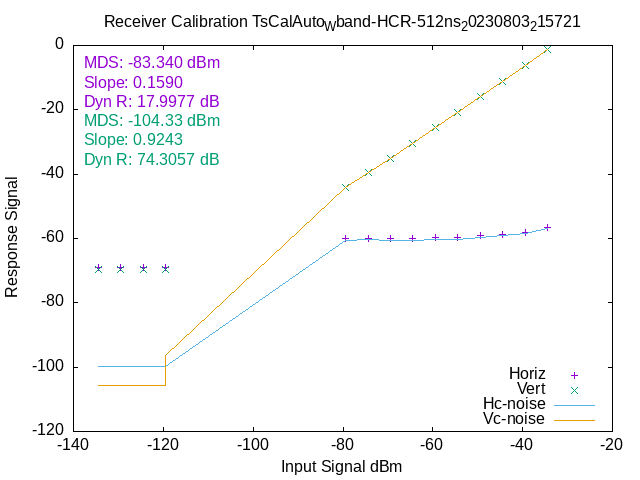 Receiver Calibration TsCalAutoWband-HCR-512ns20230803215721
0
-20
-40
-60
-80
-100
-120
Response Signal
MDS: -83.340 dBm
Slope: 0.1590
Dyn R: 17.9977 dB
MDS: -104.33 dBm
Slope: 0.9243
Dyn R: 74.3057 dB
Horiz
Vert
Hc-noise
Vc-noise
-140 -120 -100 -80 -60 -40 -20
Input Signal dBm